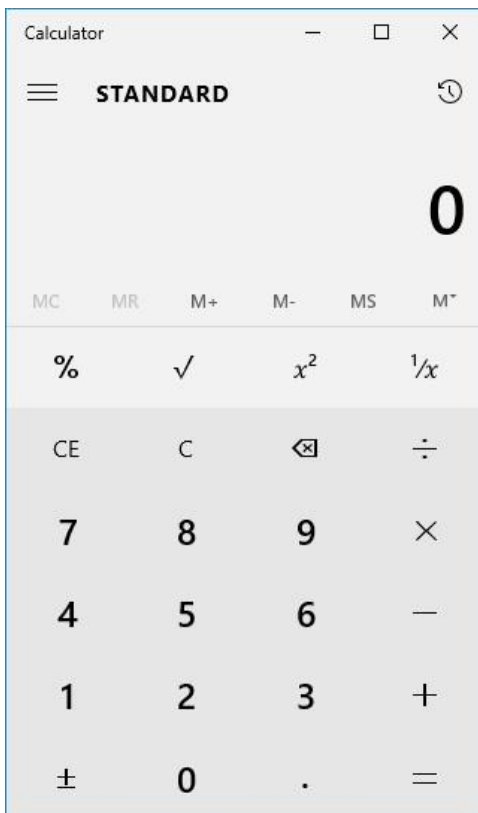 Calculator
STANDARD
0
MC MR M+ M- MS M˅
% √ x² ¹/x
CE C ÷
7 8 9 ×
4 5 6 −
1 2 3 +
± 0 . =